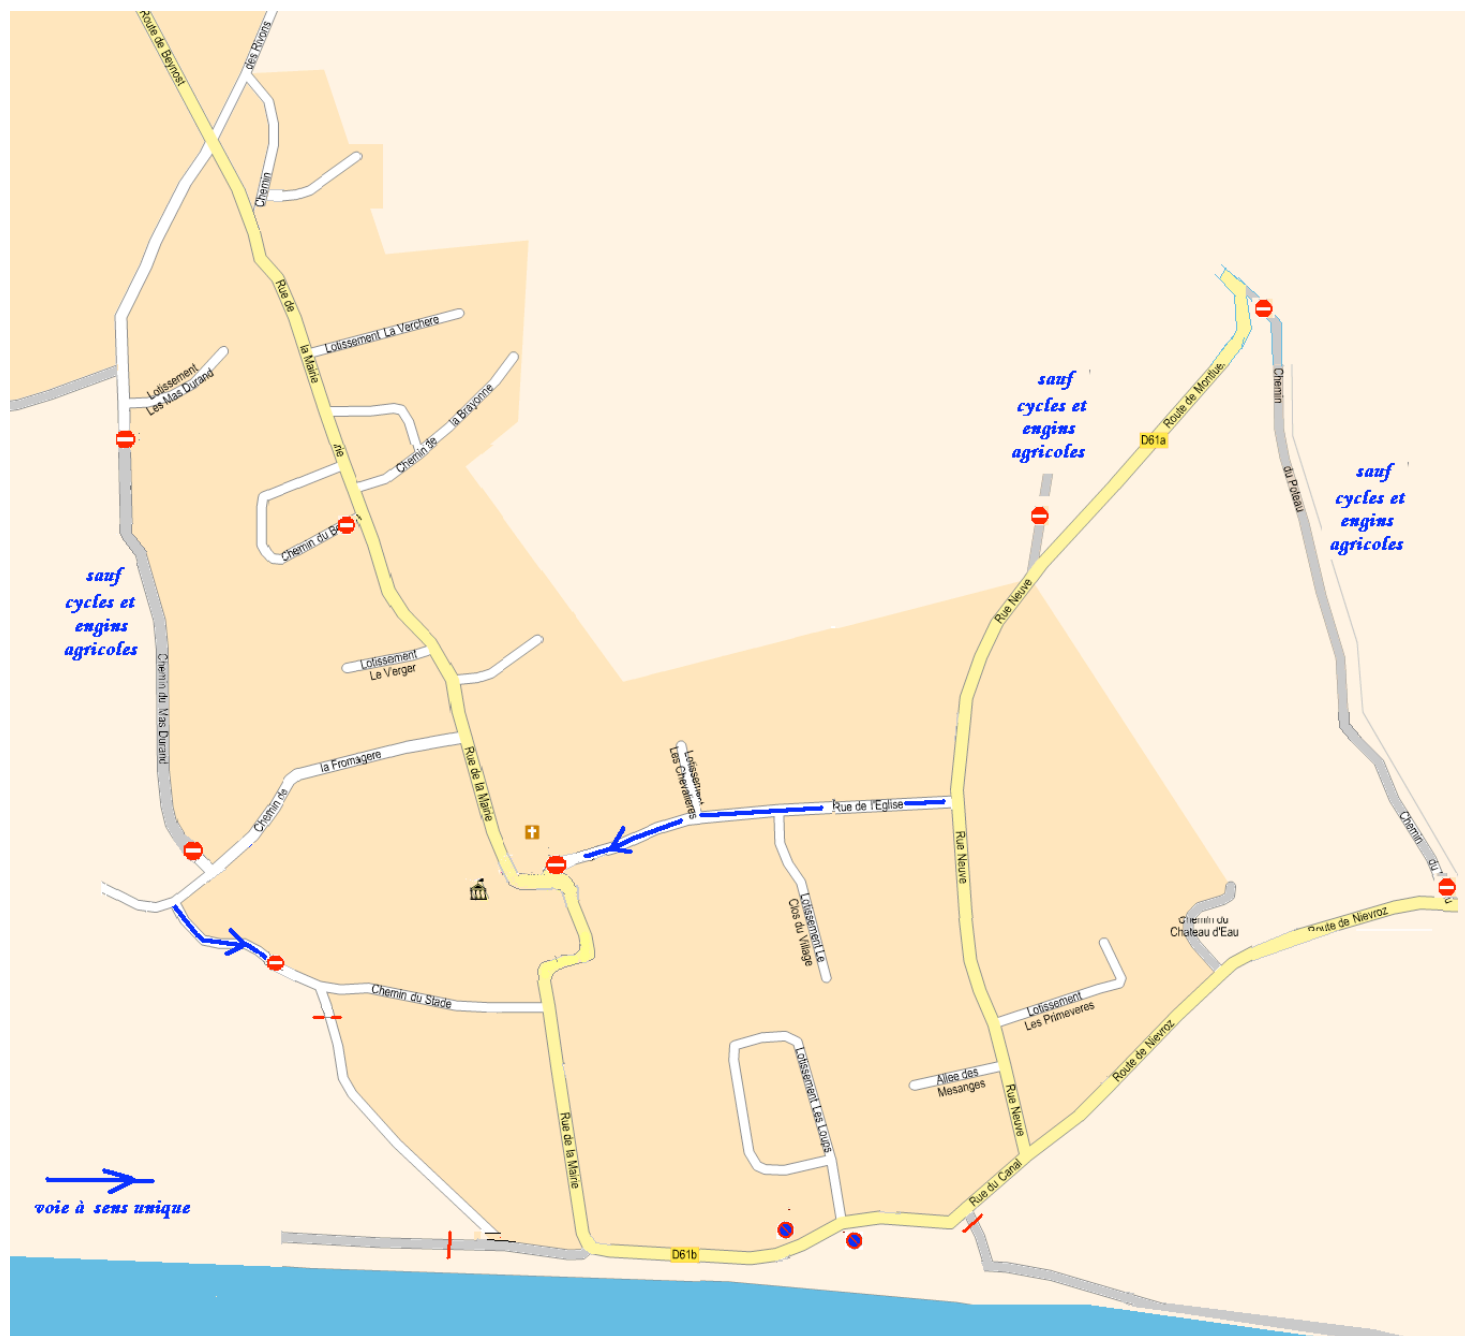 Route de Beynost
des Rivons
Chemin
Rue de
la Mairie
Lotissement La Verchere
Lotissement
Les Mas Durand
Chemin de
la Brayonne
Chemin du
sauf
cycles et
engins
agricoles
Chemin du Mas Durand
Lotissement
Le Verger
Chemin de
la Fromagere
Rue de la Mairie
Lotissement
Les Chevalieres
Rue de l'Eglise
Lotissement Le
Clos du Village
Chemin du Stade
Rue de la Mairie
Lotissement Les Loups
D61b
sauf
cycles et
engins
agricoles
D61a
Route de
Rue Neuve
Rue Neuve
Rue Neuve
Chemin
du Poteau
sauf
cycles et
engins
agricoles
Chemin
du
Chemin du
Chateau d'Eau
Route de Nievroz
Route de Nievroz
Lotissement
Les Primeveres
Allee des
Mesanges
Rue du Canal
voie à sens unique